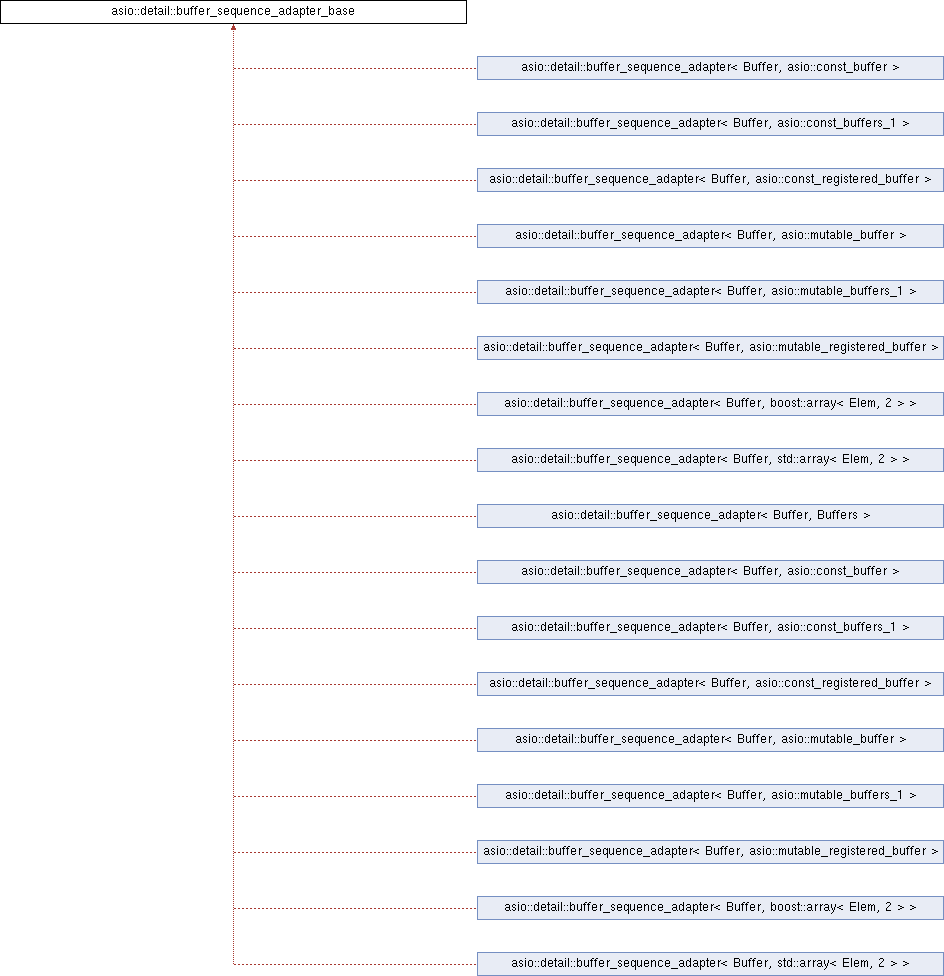 asio::detail::buffer_sequence_adapter_base
asio::detail::buffer_sequence_adapter< Buffer, asio::const_buffer >
asio::detail::buffer_sequence_adapter< Buffer, asio::const_buffers_1 >
asio::detail::buffer_sequence_adapter< Buffer, asio::const_registered_buffer >
asio::detail::buffer_sequence_adapter< Buffer, asio::mutable_buffer >
asio::detail::buffer_sequence_adapter< Buffer, asio::mutable_buffers_1 >
asio::detail::buffer_sequence_adapter< Buffer, asio::mutable_registered_buffer >
asio::detail::buffer_sequence_adapter< Buffer, boost::array< Elem, 2 > >
asio::detail::buffer_sequence_adapter< Buffer, std::array< Elem, 2 > >
asio::detail::buffer_sequence_adapter< Buffer, Buffers >
asio::detail::buffer_sequence_adapter< Buffer, asio::const_buffer >
asio::detail::buffer_sequence_adapter< Buffer, asio::const_buffers_1 >
asio::detail::buffer_sequence_adapter< Buffer, asio::const_registered_buffer >
asio::detail::buffer_sequence_adapter< Buffer, asio::mutable_buffer >
asio::detail::buffer_sequence_adapter< Buffer, asio::mutable_buffers_1 >
asio::detail::buffer_sequence_adapter< Buffer, asio::mutable_registered_buffer >
asio::detail::buffer_sequence_adapter< Buffer, boost::array< Elem, 2 > >
asio::detail::buffer_sequence_adapter< Buffer, std::array< Elem, 2 > >